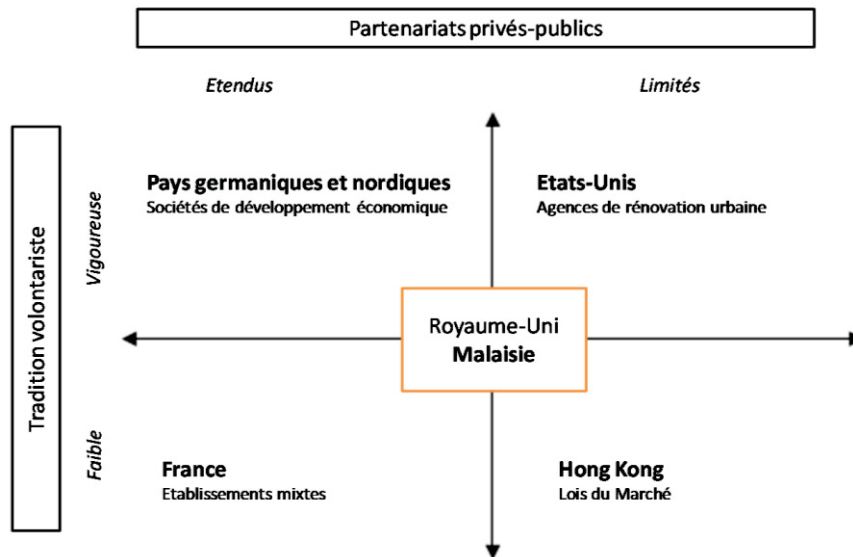 Partenariats privés-publics
Etendus
Limités
Tradition volontariste
Vigoureuse
Pays germaniques et nordiques
Sociétés de développement économique
Etats-Unis
Agences de rénovation urbaine
Royaume-Uni
Malaisie
Faible
France
Etablissements mixtes
Hong Kong
Lois du Marché